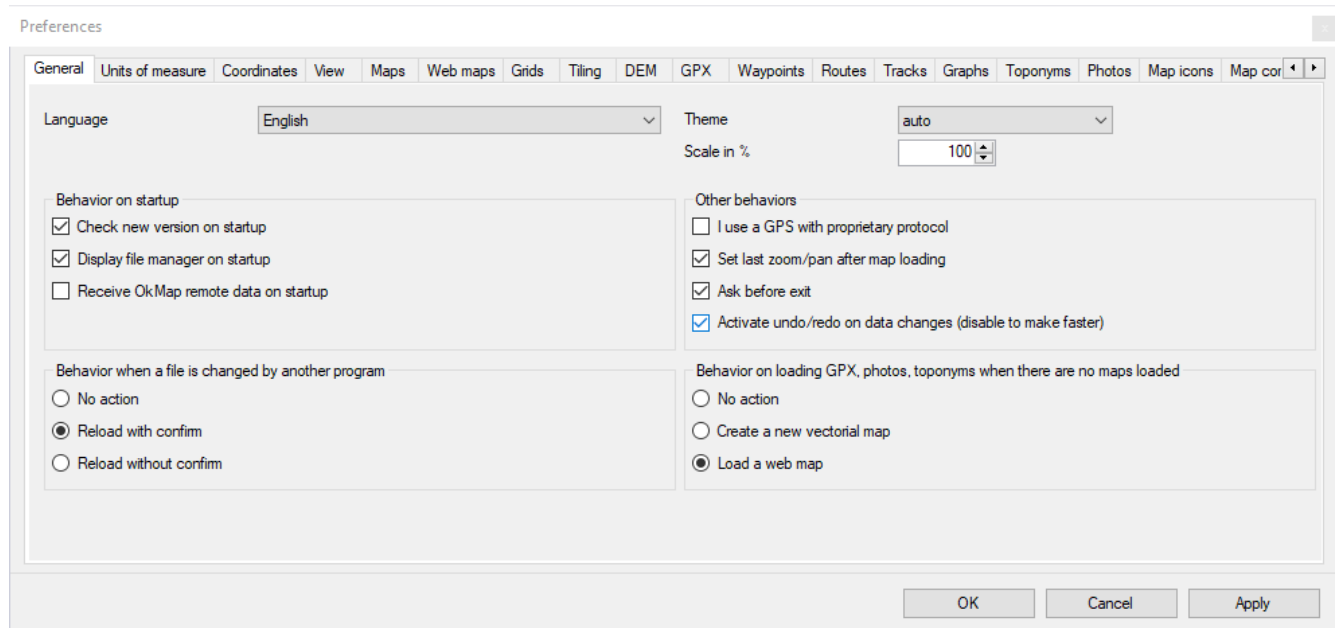 Preferences
General Units of measure Coordinates View Maps Web maps Grids Tiling DEM GPX Waypoints Routes Tracks Graphs Toponyms Photos Map icons Map cor
Language English Theme auto
Scale in % 100
Behavior on startup
Check new version on startup
Display file manager on startup
Receive OkMap remote data on startup
Other behaviors
I use a GPS with proprietary protocol
Set last zoom/pan after map loading
Ask before exit
Activate undo/redo on data changes (disable to make faster)
Behavior when a file is changed by another program
No action
Reload with confirm
Reload without confirm
Behavior on loading GPX, photos, toponyms when there are no maps loaded
No action
Create a new vectorial map
Load a web map
OK Cancel Apply